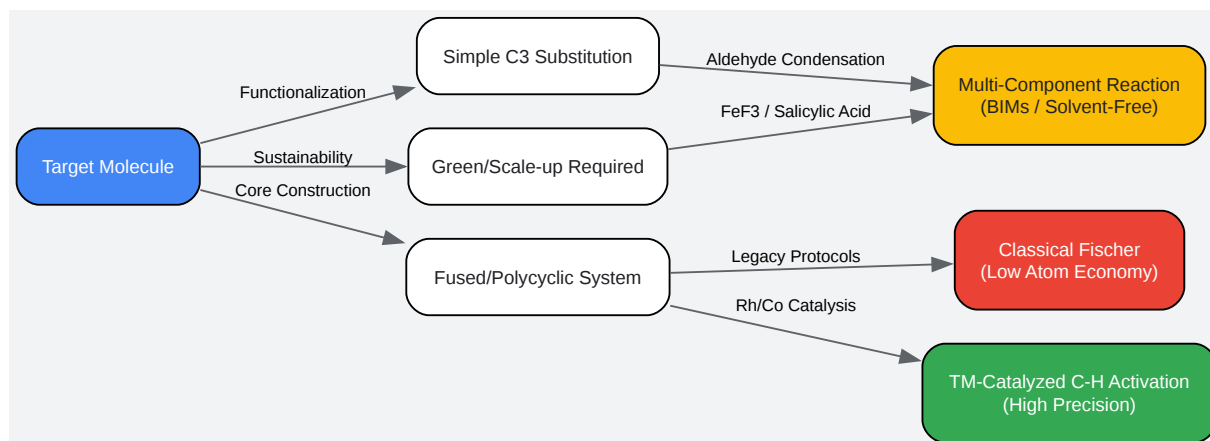 Target Molecule
Functionalization
Sustainability
Core Construction
Simple C3 Substitution
Green/Scale-up Required
Fused/Polycyclic System
Aldehyde Condensation
FeF3 / Salicylic Acid
Legacy Protocols
Rh/Co Catalysis
Multi-Component Reaction
(BIMs / Solvent-Free)
Classical Fischer
(Low Atom Economy)
TM-Catalyzed C-H Activation
(High Precision)